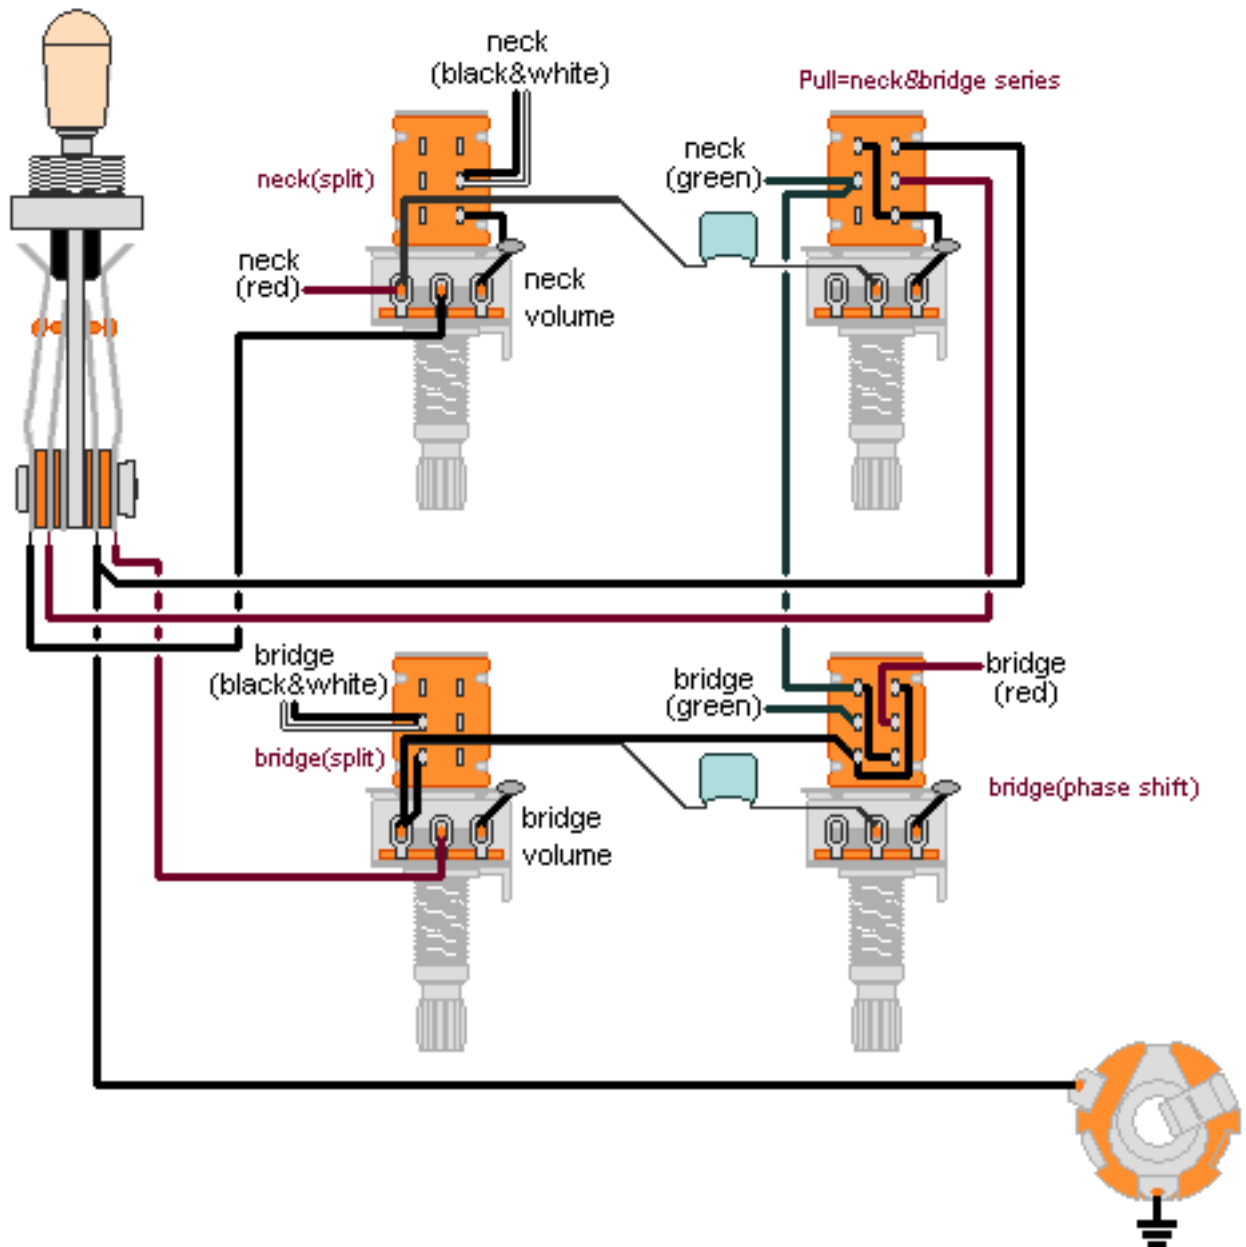 neck
(black&white)
Pull=neck&bridge series
neck(split)
neck
(green)
neck
(red)
neck
volume
bridge
(black&white)
bridge(split)
bridge
volume
bridge
(green)
bridge
(red)
bridge(phase shift)